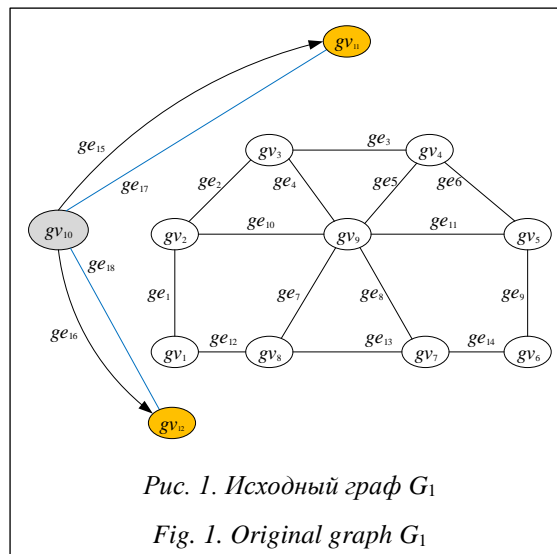 gv₁₁
ge₁₅
ge₃
gv₃
gv₄
ge₁₇
ge₂
ge₄
ge5
ge6
gv₁₀
ge₁₀
ge₁₁
gv₂
gv₉
gv₅
ge₁₈
ge₁
ge₇
ge₈
ge₉
ge₁₆
ge₁₂
ge₁₃
ge₁₄
gv₁
gv₈
gv₇
gv₆
gv₁₂
Рис. 1. Исходный граф G₁
Fig. 1. Original graph G₁